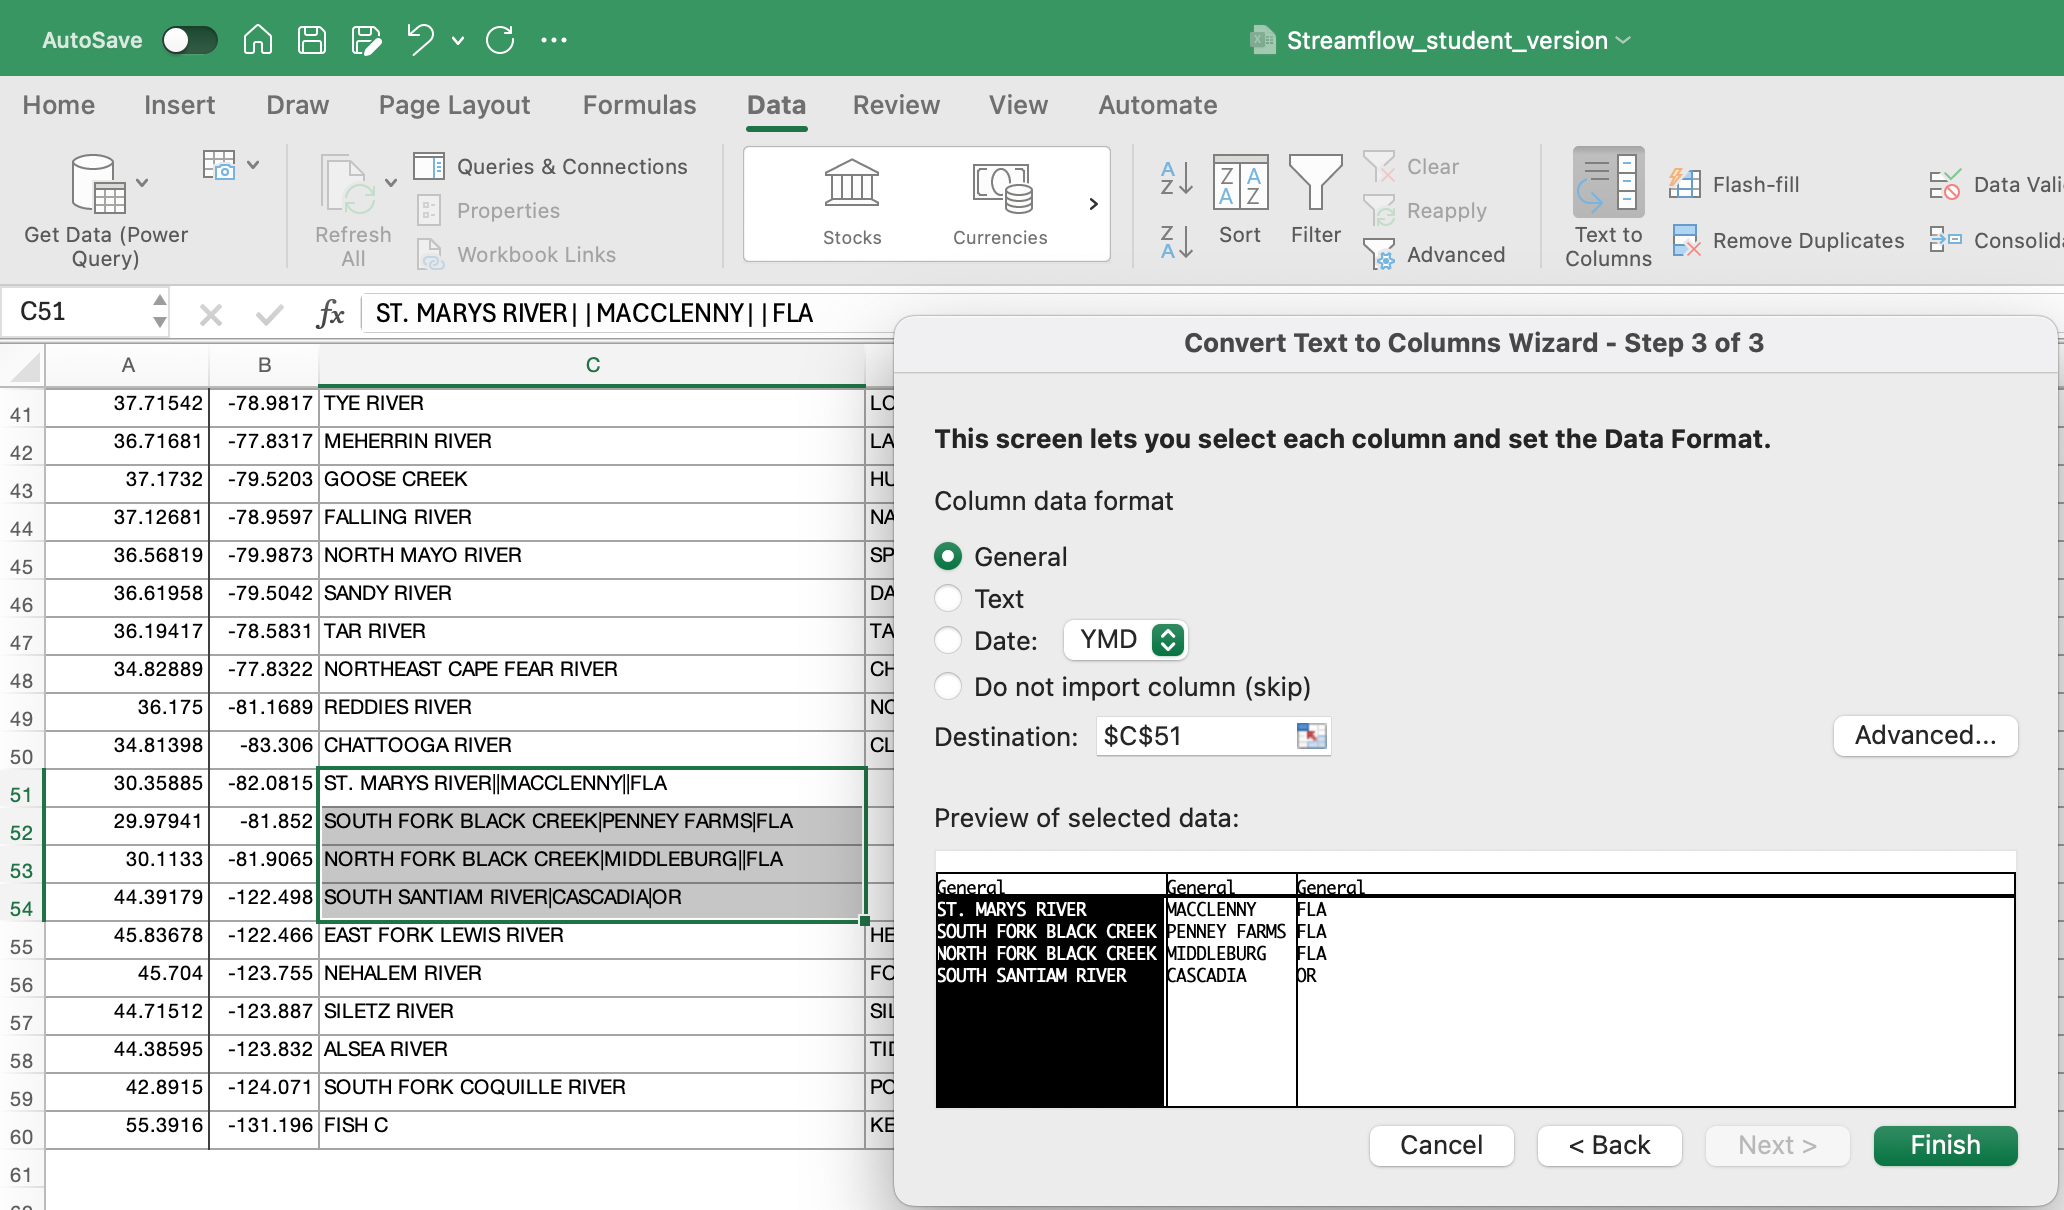 AutoSave
Streamflow_student_version
Home Insert Draw Page Layout Formulas Data Review View Automate
Get Data (Power Query)
Refresh All
Queries & Connections
Properties
Workbook Links
Stocks
Currencies
Sort
Filter
Clear
Reapply
Advanced
Text to Columns
Flash-fill
Remove Duplicates
Data Vali
Consolida
C51 fx ST. MARYS RIVER||MACCLENNY||FLA
A B C
41 37.71542 -78.9817 TYE RIVER LO
42 36.71681 -77.8317 MEHERRIN RIVER LA
43 37.1732 -79.5203 GOOSE CREEK HU
44 37.12681 -78.9597 FALLING RIVER NA
45 36.56819 -79.9873 NORTH MAYO RIVER SP
46 36.61958 -79.5042 SANDY RIVER DA
47 36.19417 -78.5831 TAR RIVER TA
48 34.82889 -77.8322 NORTHEAST CAPE FEAR RIVER CH
49 36.175 -81.1689 REDDIES RIVER NO
50 34.81398 -83.306 CHATTOOGA RIVER CL
51 30.35885 -82.0815 ST. MARYS RIVER||MACCLENNY||FLA
52 29.97941 -81.852 SOUTH FORK BLACK CREEK|PENNEY FARMS|FLA
53 30.1133 -81.9065 NORTH FORK BLACK CREEK|MIDDLEBURG||FLA
54 44.39179 -122.498 SOUTH SANTIAM RIVER|CASCADIA|OR
55 45.83678 -122.466 EAST FORK LEWIS RIVER HE
56 45.704 -123.755 NEHALEM RIVER FO
57 44.71512 -123.887 SILETZ RIVER SIL
58 44.38595 -123.832 ALSEA RIVER TID
59 42.8915 -124.071 SOUTH FORK COQUILLE RIVER PO
60 55.3916 -131.196 FISH C KE
61
Convert Text to Columns Wizard - Step 3 of 3
This screen lets you select each column and set the Data Format.
Column data format
General
Text
Date: YMD
Do not import column (skip)
Destination: $C$51
Advanced...
Preview of selected data:
General General General
ST. MARYS RIVER MACCLENNY FLA
SOUTH FORK BLACK CREEK PENNEY FARMS FLA
NORTH FORK BLACK CREEK MIDDLEBURG FLA
SOUTH SANTIAM RIVER CASCADIA OR
Cancel < Back Next > Finish